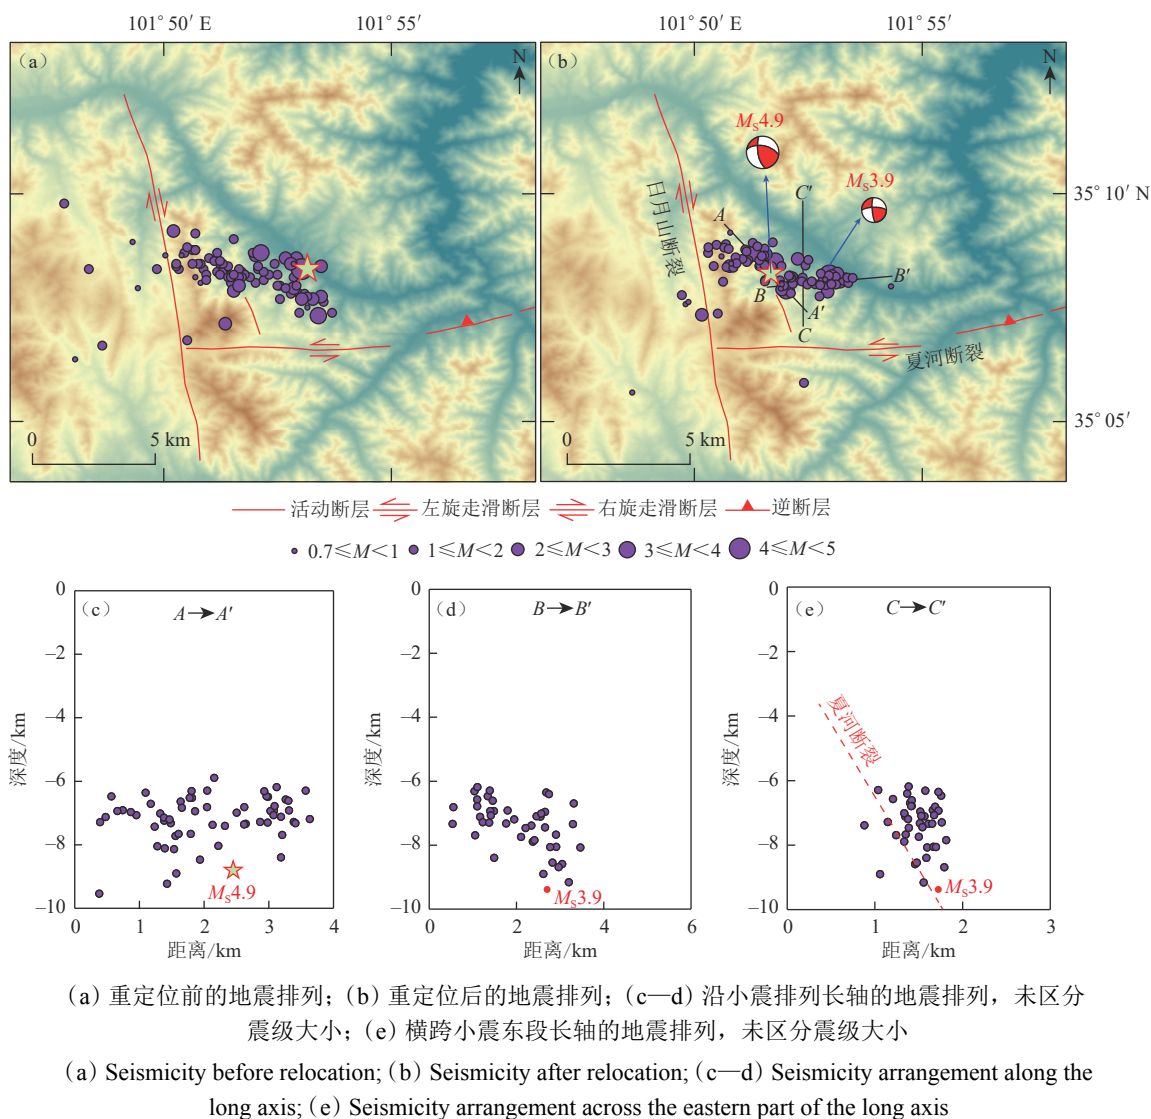 101° 50′ E
101° 55′
101° 50′ E
101° 55′
（a）
N
（b）
N
Mₛ4.9
Mₛ3.9
35° 10′ N
日月山断裂
A
C′
B
B′
A′
C
夏河断裂
35° 05′
0
5 km
0
5 km
活动断层
左旋走滑断层
右旋走滑断层
逆断层
0.7≤M<1
1≤M<2
2≤M<3
3≤M<4
4≤M<5
（c）
A→A′
0
−2
−4
−6
−8
−10
深度/km
Mₛ4.9
0
1
2
3
4
距离/km
（d）
B→B′
0
−2
−4
−6
−8
−10
深度/km
Mₛ3.9
0
2
4
6
距离/km
（e）
C→C′
0
−2
−4
−6
−8
−10
深度/km
夏河断裂
Mₛ3.9
0
1
2
3
距离/km
（a）重定位前的地震排列；（b）重定位后的地震排列；（c—d）沿小震排列长轴的地震排列，未区分
震级大小；（e）横跨小震东段长轴的地震排列，未区分震级大小
（a）Seismicity before relocation;（b）Seismicity after relocation;（c—d）Seismicity arrangement along the
long axis;（e）Seismicity arrangement across the eastern part of the long axis